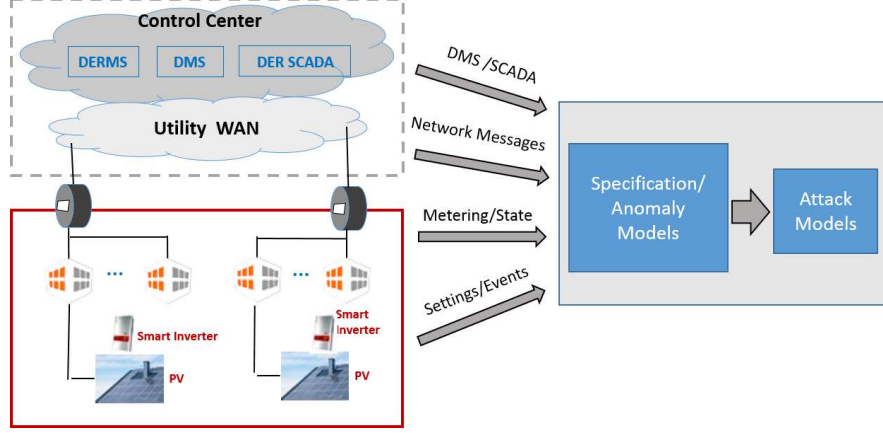 Control Center
DERMS
DMS
DER SCADA
Utility WAN
DMS /SCADA
Network Messages
Metering/State
Settings/Events
Specification/
Anomaly
Models
Attack
Models
...
...
Smart Inverter
PV
Smart
Inverter
PV